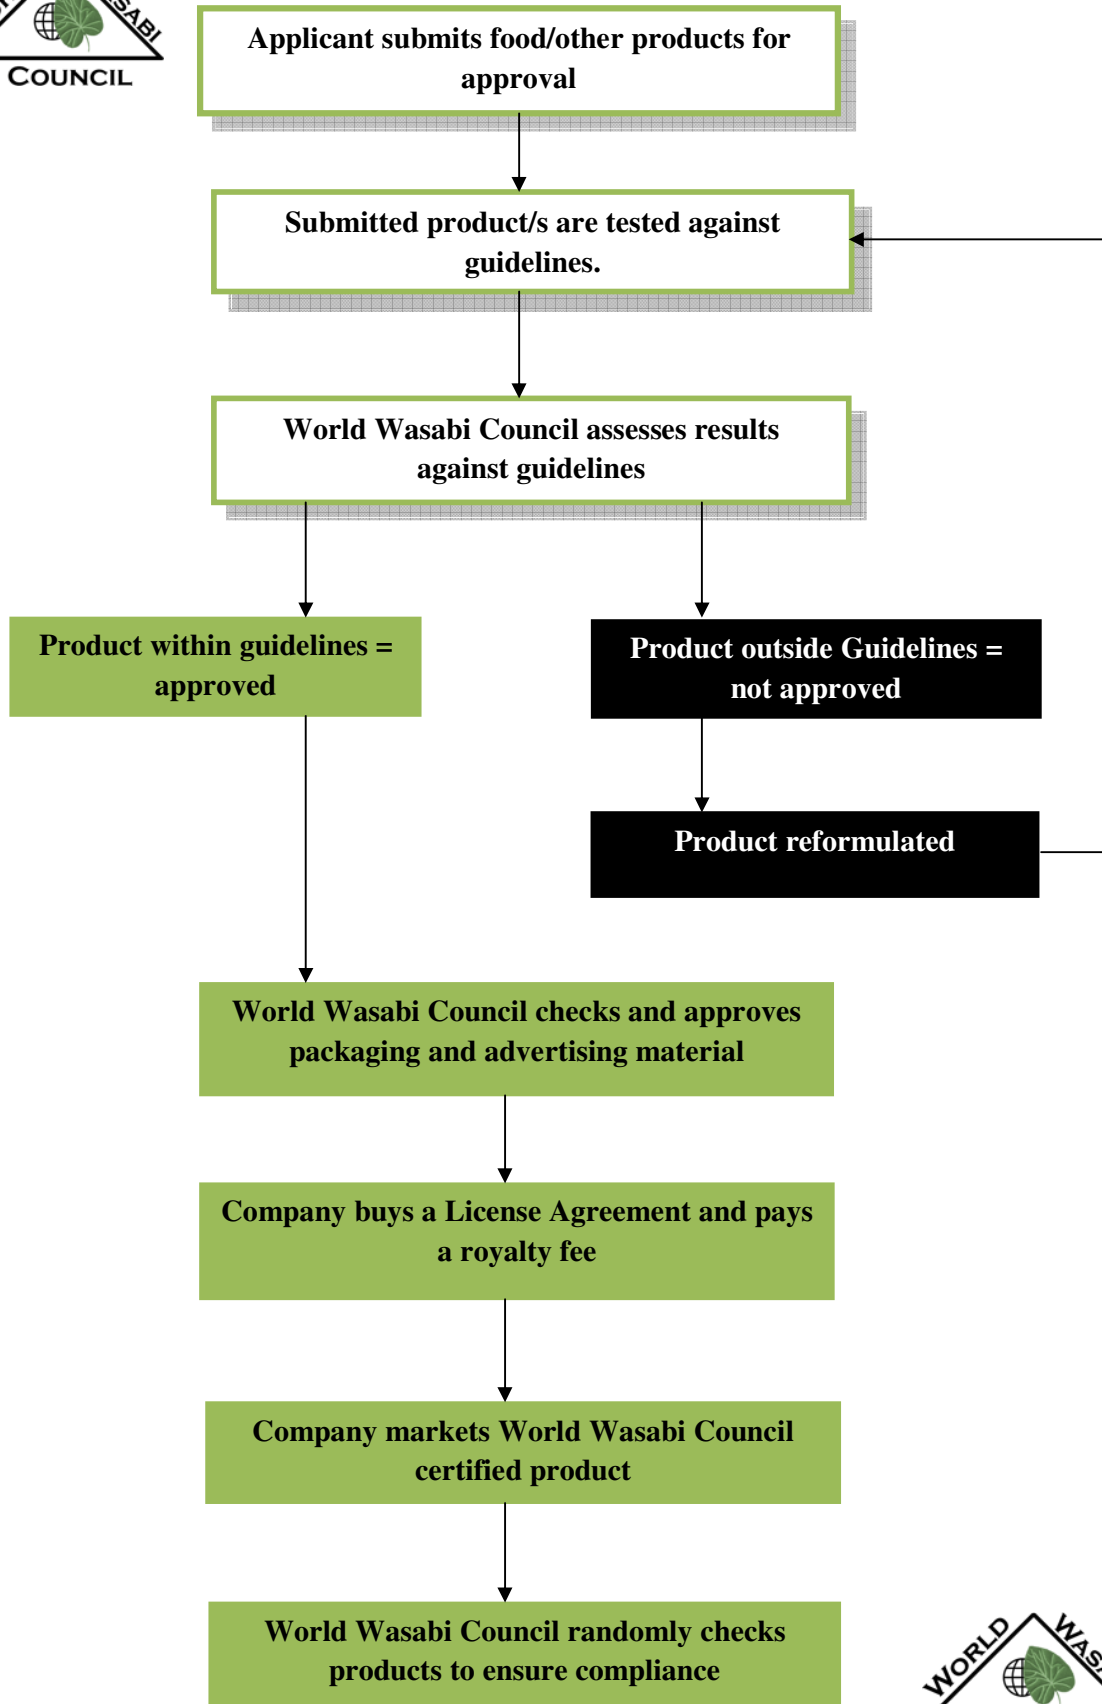 WASABI
COUNCIL
Applicant submits food/other products for
approval
Submitted product/s are tested against
guidelines.
World Wasabi Council assesses results
against guidelines
Product within guidelines =
approved
Product outside Guidelines =
not approved
Product reformulated
World Wasabi Council checks and approves
packaging and advertising material
Company buys a License Agreement and pays
a royalty fee
Company markets World Wasabi Council
certified product
World Wasabi Council randomly checks
products to ensure compliance
WORLD